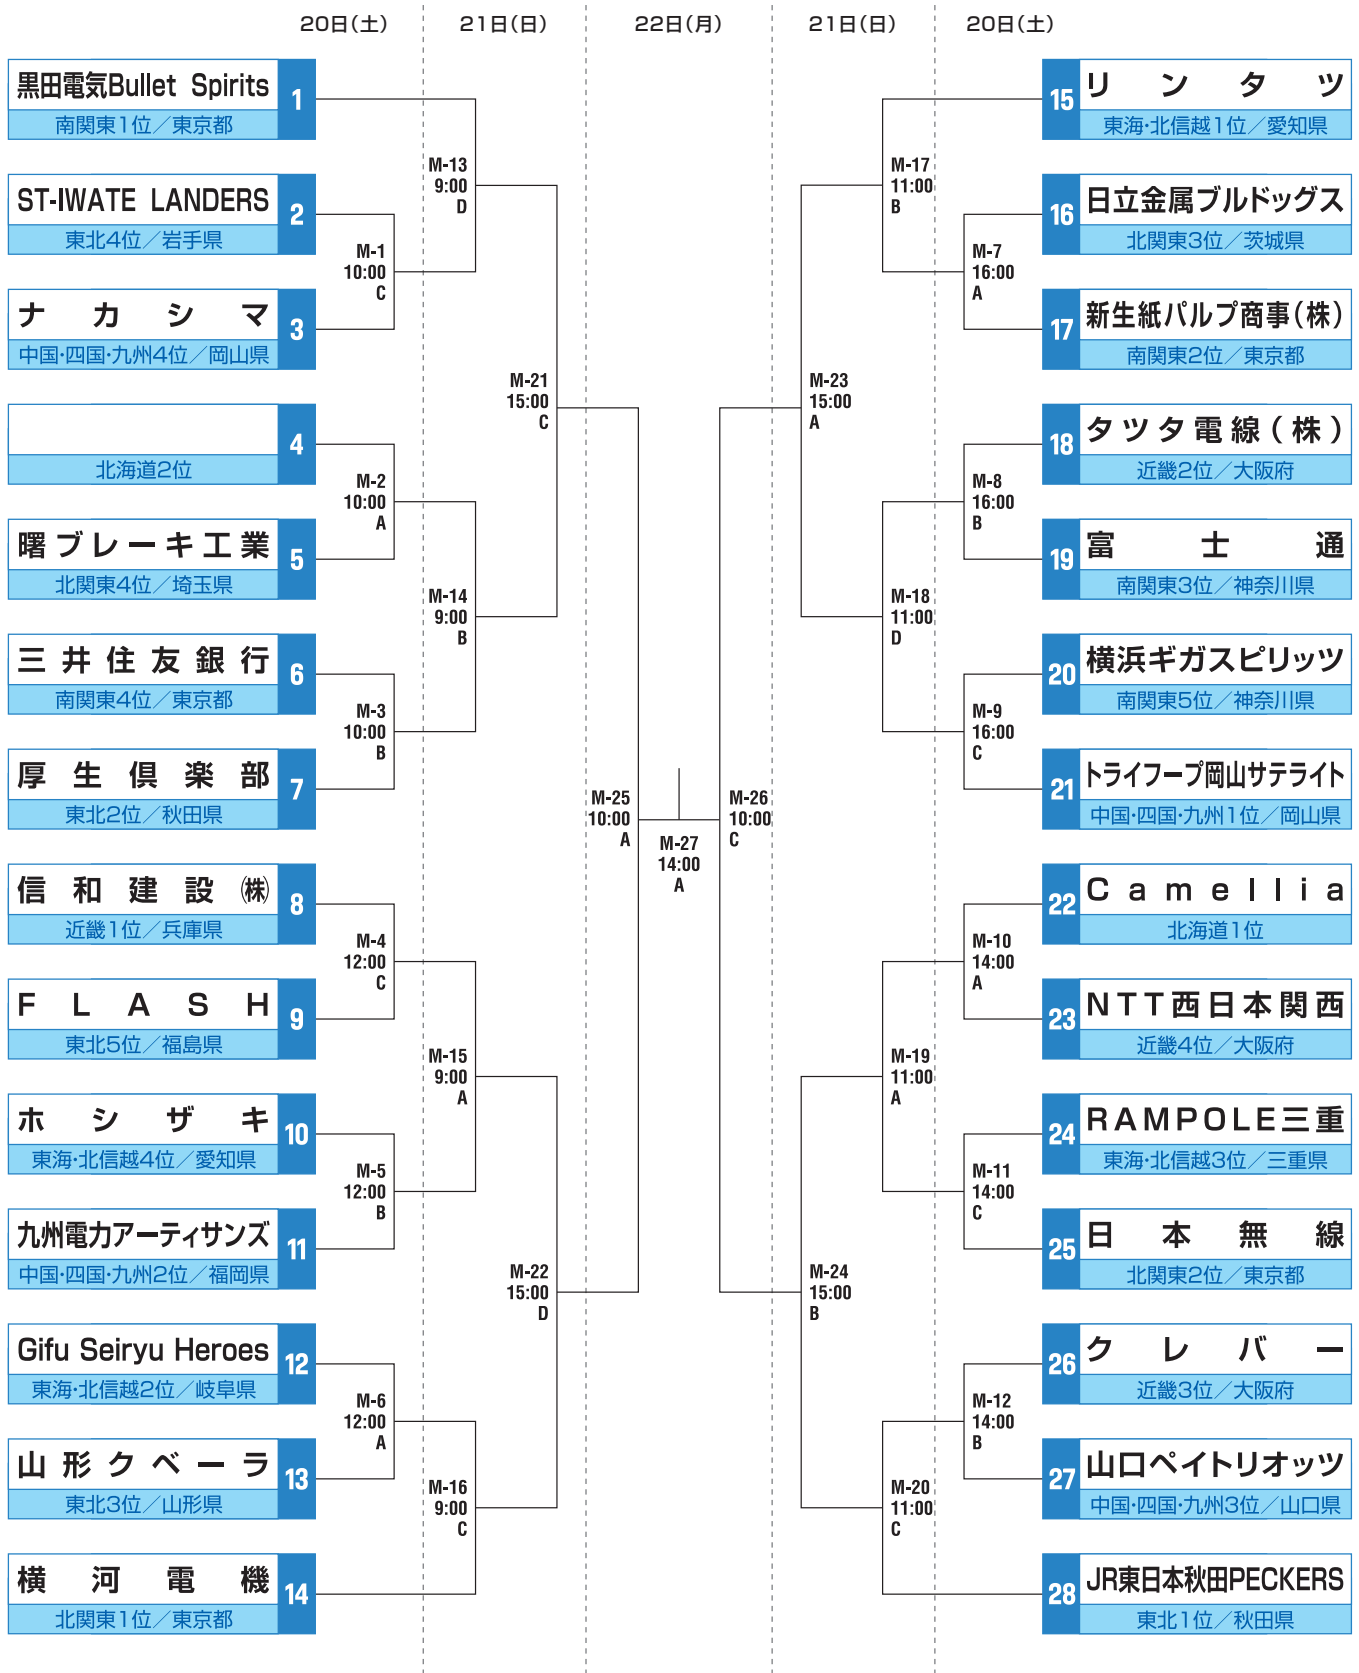 20日(土) 21日(日) 22日(月) 21日(日) 20日(土)
黒田電気Bullet Spirits
1
南関東1位／東京都
ST-IWATE LANDERS
2
東北4位／岩手県
ナカシマ
3
中国・四国・九州4位／岡山県
4
北海道2位
曙ブレーキ工業
5
北関東4位／埼玉県
三井住友銀行
6
南関東4位／東京都
厚生倶楽部
7
東北2位／秋田県
信和建設㈱
8
近畿1位／兵庫県
FLASH
9
東北5位／福島県
ホシザキ
10
東海・北信越4位／愛知県
九州電力アーティサンズ
11
中国・四国・九州2位／福岡県
Gifu Seiryu Heroes
12
東海・北信越2位／岐阜県
山形クベーラ
13
東北3位／山形県
横河電機
14
北関東1位／東京都
M-1
10:00
C
M-2
10:00
A
M-3
10:00
B
M-4
12:00
C
M-5
12:00
B
M-6
12:00
A
M-13
9:00
D
M-14
9:00
B
M-15
9:00
A
M-16
9:00
C
M-21
15:00
C
M-22
15:00
D
M-25
10:00
A
M-27
14:00
A
M-26
10:00
C
M-23
15:00
A
M-24
15:00
B
M-17
11:00
B
M-18
11:00
D
M-19
11:00
A
M-20
11:00
C
M-7
16:00
A
M-8
16:00
B
M-9
16:00
C
M-10
14:00
A
M-11
14:00
C
M-12
14:00
B
15
リンタツ
東海・北信越1位／愛知県
16
日立金属ブルドッグス
北関東3位／茨城県
17
新生紙パルプ商事(株)
南関東2位／東京都
18
タツタ電線(株)
近畿2位／大阪府
19
富士通
南関東3位／神奈川県
20
横浜ギガスピリッツ
南関東5位／神奈川県
21
トライフープ岡山サテライト
中国・四国・九州1位／岡山県
22
Camellia
北海道1位
23
NTT西日本関西
近畿4位／大阪府
24
RAMPOLE三重
東海・北信越3位／三重県
25
日本無線
北関東2位／東京都
26
クレバー
近畿3位／大阪府
27
山口ペイトリオッツ
中国・四国・九州3位／山口県
28
JR東日本秋田PECKERS
東北1位／秋田県